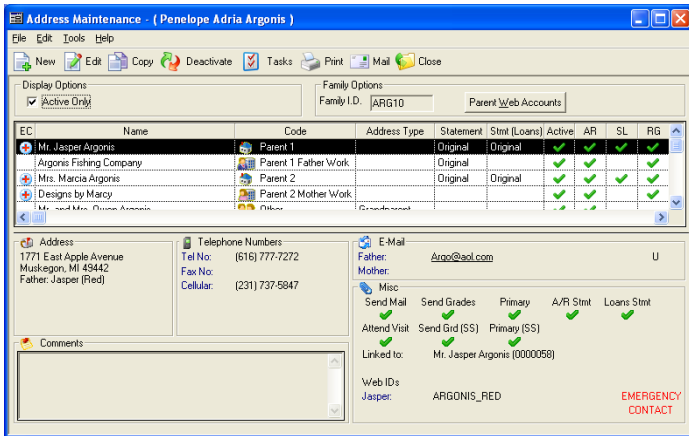 Address Maintenance - ( Penelope Adria Argonis )
File Edit Tools Help
New Edit Copy Deactivate Tasks Print Mail Close
Display Options
Active Only
Family Options
Family I.D. ARG10 Parent Web Accounts
EC Name Code Address Type Statement Stmt (Loans) Active AR SL RG
Mr. Jasper Argonis Parent 1 Original Original
Argonis Fishing Company Parent 1 Father Work Original
Mrs. Marcia Argonis Parent 2 Original Original
Designs by Marcy Parent 2 Mother Work
Mr. and Mrs. Owen Argonis Other Grandparent
Address
1771 East Apple Avenue
Muskegon, MI 49442
Father: Jasper (Red)
Telephone Numbers
Tel No: (616) 777-7272
Fax No:
Cellular: (231) 737-5847
E-Mail
Father: Argo@aol.com U
Mother:
Misc
Send Mail Send Grades Primary A/R Stmt Loans Stmt
Attend Visit Send Grd (SS) Primary (SS)
Linked to: Mr. Jasper Argonis (0000058)
Web IDs
Jasper: ARGONIS_RED
EMERGENCY
CONTACT
Comments